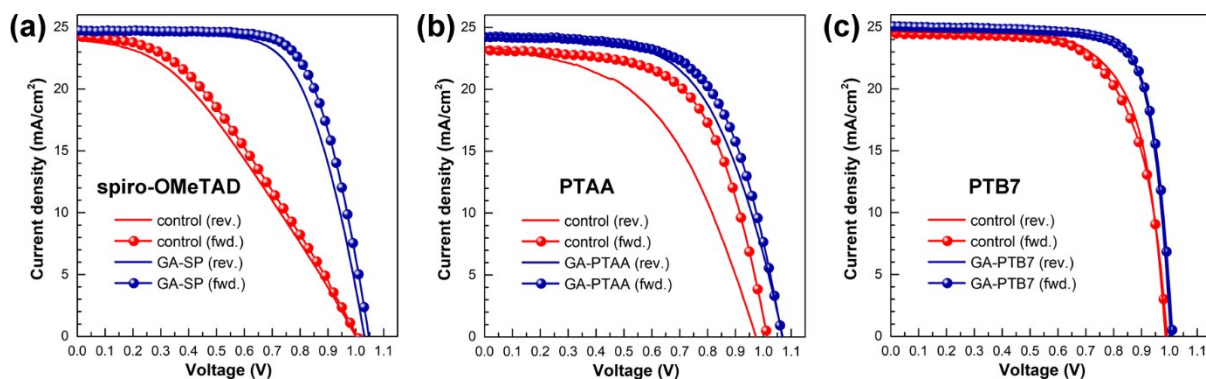 (a)
25
20
15
10
5
0
Current density (mA/cm²)
spiro-OMeTAD
control (rev.)
control (fwd.)
GA-SP (rev.)
GA-SP (fwd.)
0.0 0.1 0.2 0.3 0.4 0.5 0.6 0.7 0.8 0.9 1.0 1.1
Voltage (V)
(b)
25
20
15
10
5
0
Current density (mA/cm²)
PTAA
control (rev.)
control (fwd.)
GA-PTAA (rev.)
GA-PTAA (fwd.)
0.0 0.1 0.2 0.3 0.4 0.5 0.6 0.7 0.8 0.9 1.0 1.1
Voltage (V)
(c)
25
20
15
10
5
0
Current density (mA/cm²)
PTB7
control (rev.)
control (fwd.)
GA-PTB7 (rev.)
GA-PTB7 (fwd.)
0.0 0.1 0.2 0.3 0.4 0.5 0.6 0.7 0.8 0.9 1.0 1.1
Voltage (V)